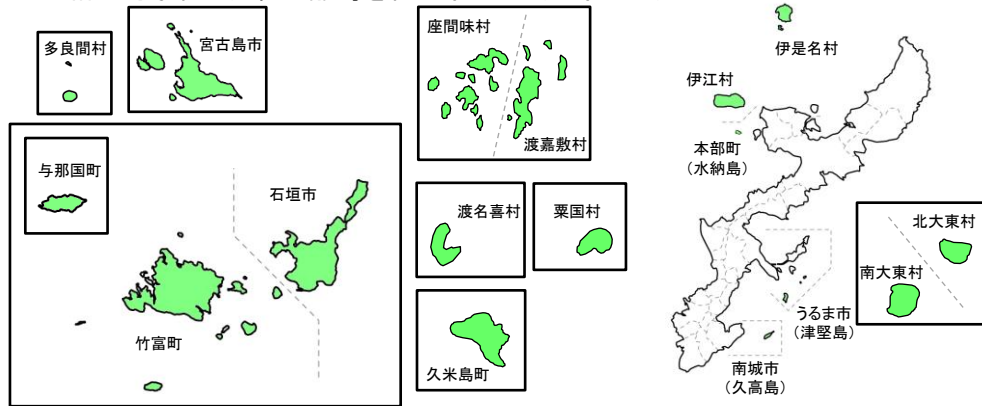 多良間村
宮古島市
座間味村
渡嘉敷村
伊是名村
伊江村
本部町
（水納島）
与那国町
石垣市
竹富町
渡名喜村
粟国村
久米島町
北大東村
南大東村
うるま市
（津堅島）
南城市
（久高島）